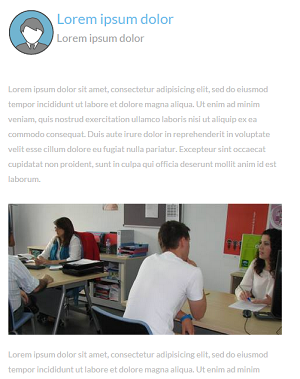 Lorem ipsum dolor
Lorem ipsum dolor
Lorem ipsum dolor sit amet, consectetur adipisicing elit, sed do eiusmod
tempor incididunt ut labore et dolore magna aliqua. Ut enim ad minim
veniam, quis nostrud exercitation ullamco laboris nisi ut aliquip ex ea
commodo consequat. Duis aute irure dolor in reprehenderit in voluptate
velit esse cillum dolore eu fugiat nulla pariatur. Excepteur sint occaecat
cupidatat non proident, sunt in culpa qui officia deserunt mollit anim id est
laborum.
Lorem ipsum dolor sit amet, consectetur adipisicing elit, sed do eiusmod
tempor incididunt ut labore et dolore magna aliqua. Ut enim ad minim